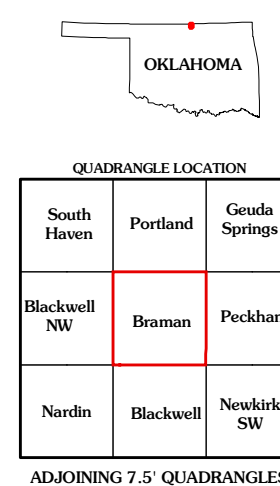 OKLAHOMA
QUADRANGLE LOCATION
South
Haven
Portland
Geuda
Springs
Blackwell
NW
Braman
Peckham
Nardin
Blackwell
Newkirk
SW
ADJOINING 7.5' QUADRANGLES